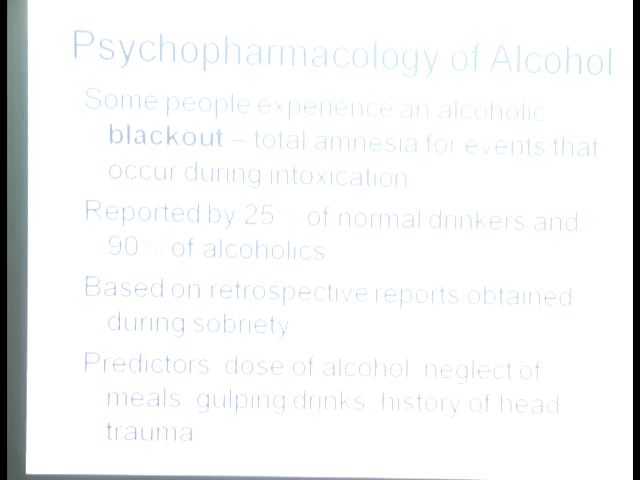 Psychopharmacology of Alcohol
Some people experience an alcoholic
blackout – total amnesia for events that
occur during intoxication
Reported by 25% of normal drinkers and
90% of alcoholics
Based on retrospective reports obtained
during sobriety
Predictors dose of alcohol neglect of
meals gulping drinks history of head
trauma